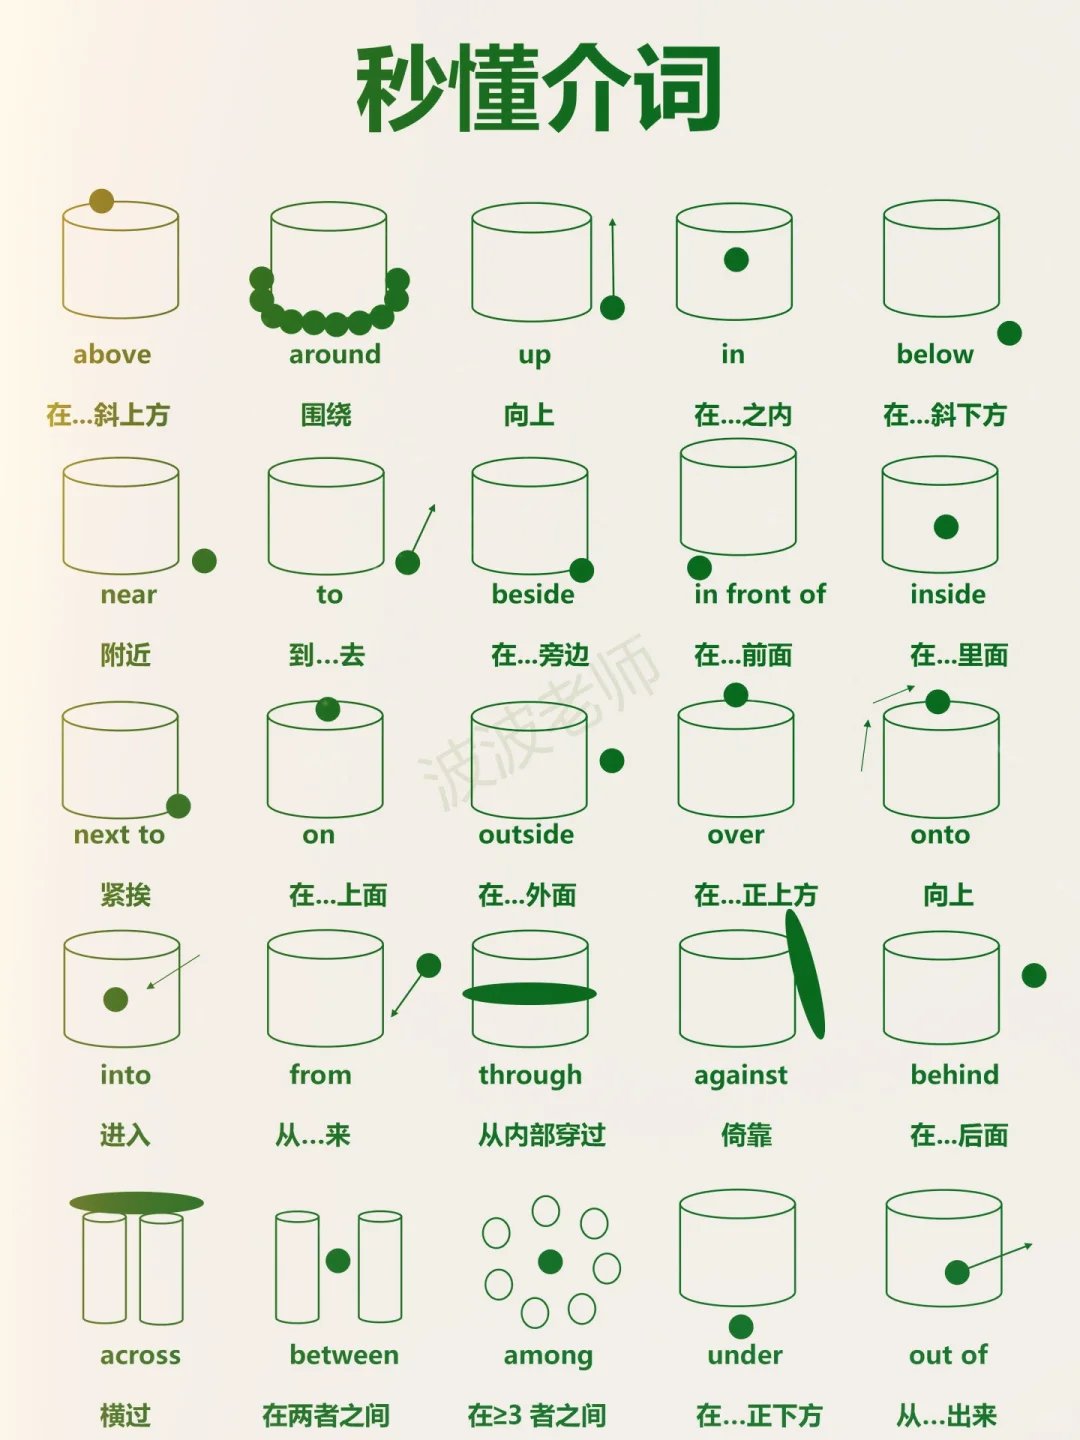 秒懂介词
above around up in below
在...斜上方 围绕 向上 在...之内 在...斜下方
near to beside in front of inside
附近 到...去 在...旁边 在...前面 在...里面
波波老师
next to on outside over onto
紧挨 在...上面 在...外面 在...正上方 向上
into from through against behind
进入 从...来 从内部穿过 倚靠 在...后面
across between among under out of
横过 在两者之间 在≥3 者之间 在...正下方 从...出来